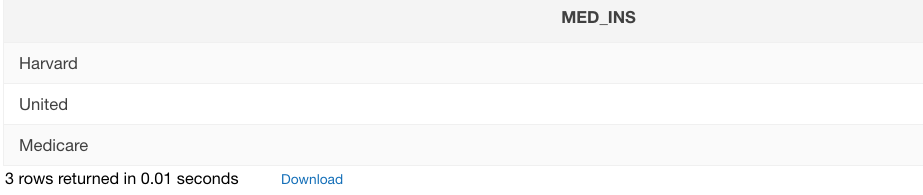 MED_INS
Harvard
United
Medicare
3 rows returned in 0.01 seconds Download